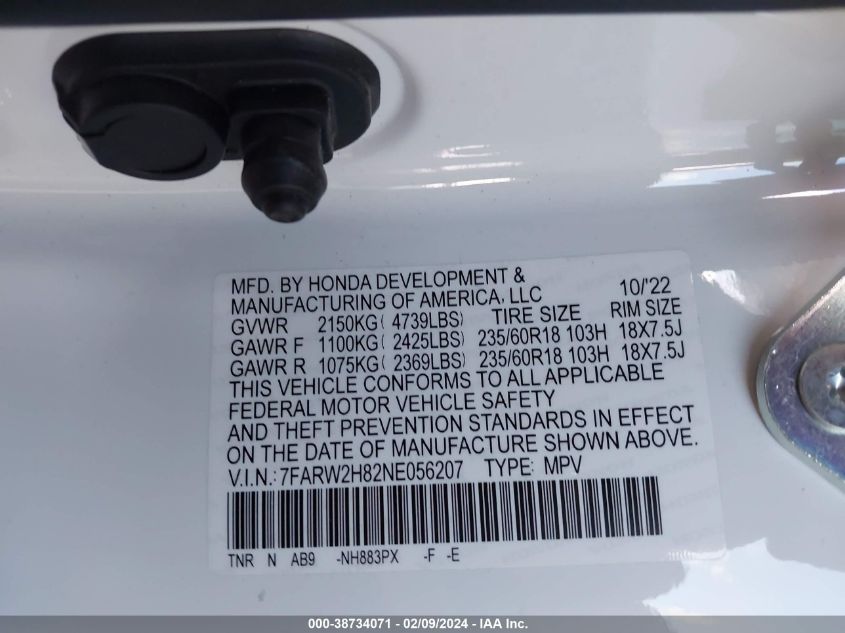 MFD. BY HONDA DEVELOPMENT & 10/'22
MANUFACTURING OF AMERICA, LLC
GVWR 2150KG( 4739LBS) TIRE SIZE RIM SIZE
GAWR F 1100KG( 2425LBS) 235/60R18 103H 18X7.5J
GAWR R 1075KG( 2369LBS) 235/60R18 103H 18X7.5J
THIS VEHICLE CONFORMS TO ALL APPLICABLE
FEDERAL MOTOR VEHICLE SAFETY
AND THEFT PREVENTION STANDARDS IN EFFECT
ON THE DATE OF MANUFACTURE SHOWN ABOVE.
V.I.N.: 7FARW2H82NE056207 TYPE: MPV
TNR N AB9 -NH883PX -F -E
000-38734071 - 02/09/2024 - IAA Inc.